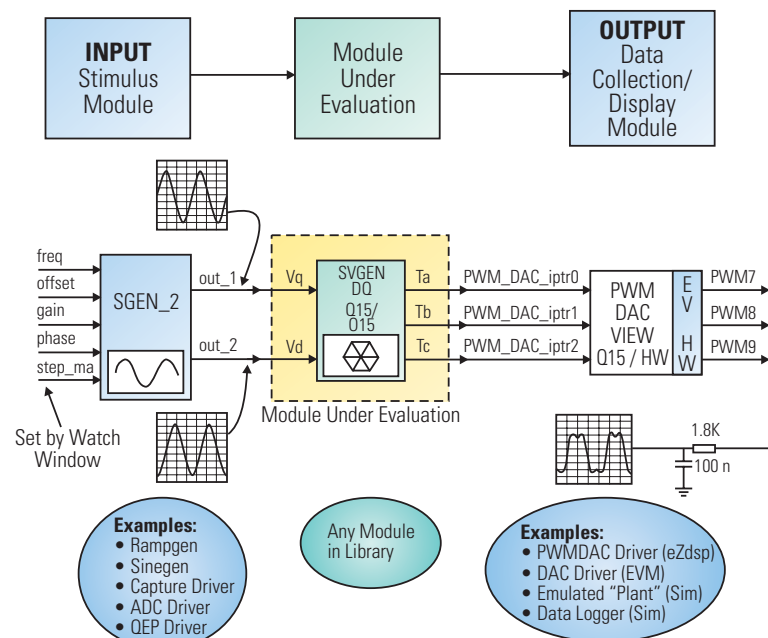 INPUT
Stimulus
Module
Module
Under
Evaluation
OUTPUT
Data
Collection/
Display
Module
freq
offset
gain
phase
step_ma
SGEN_2
out_1
out_2
Vq
Vd
SVGEN
DQ
Q15/
Q15
Ta
Tb
Tc
PWM_DAC_iptr0
PWM_DAC_iptr1
PWM_DAC_iptr2
PWM
DAC
VIEW
Q15 / HW
EV
HW
PWM7
PWM8
PWM9
Set by Watch
Window
Module Under Evaluation
1.8K
100 n
Examples:
• Rampgen
• Sinegen
• Capture Driver
• ADC Driver
• QEP Driver
Any Module
in Library
Examples:
• PWMDAC Driver (eZdsp)
• DAC Driver (EVM)
• Emulated "Plant" (Sim)
• Data Logger (Sim)